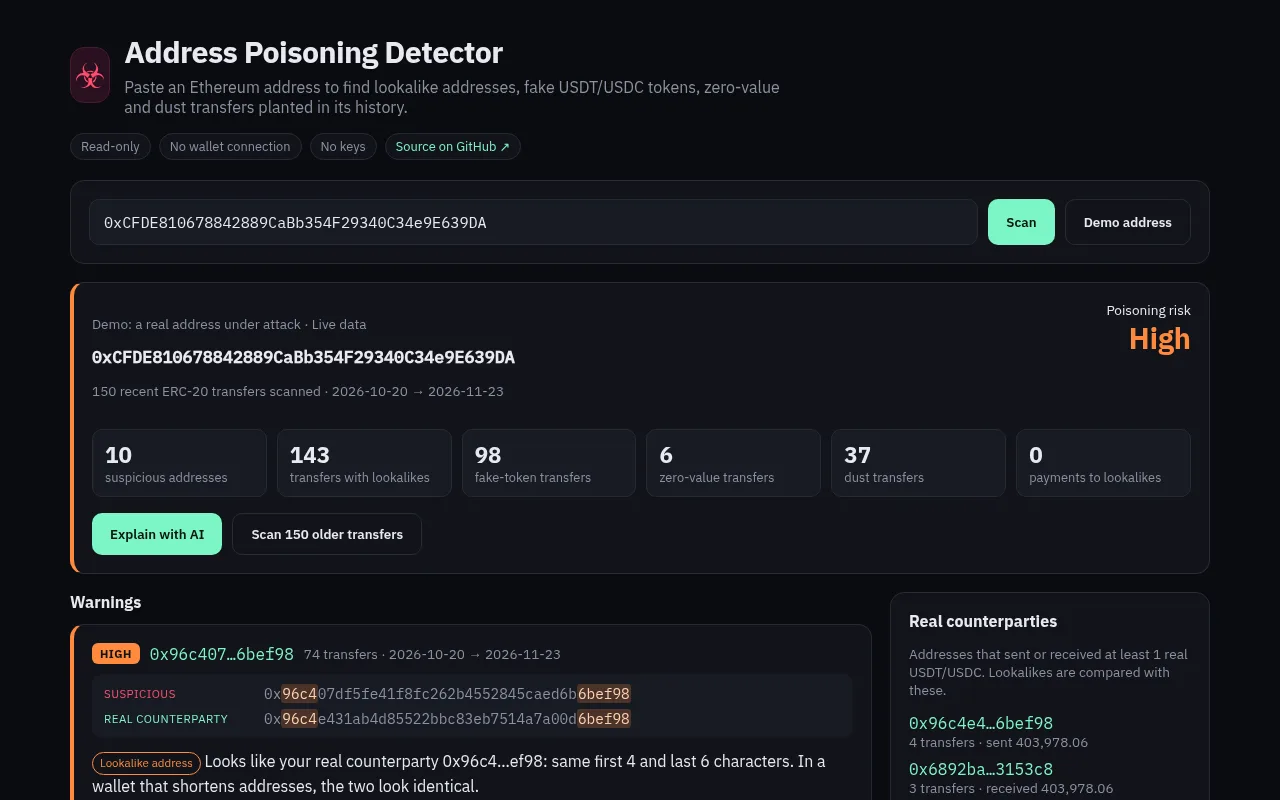 Address Poisoning Detector
Paste an Ethereum address to find lookalike addresses, fake USDT/USDC tokens, zero-value
and dust transfers planted in its history.
Read-only
No wallet connection
No keys
Source on GitHub ↗
0xCFDE810678842889CaBb354F29340C34e9E639DA
Scan
Demo address
Demo: a real address under attack · Live data
Poisoning risk
High
0xCFDE810678842889CaBb354F29340C34e9E639DA
150 recent ERC-20 transfers scanned · 2026-10-20 → 2026-11-23
10
suspicious addresses
143
transfers with lookalikes
98
fake-token transfers
6
zero-value transfers
37
dust transfers
0
payments to lookalikes
Explain with AI
Scan 150 older transfers
Warnings
HIGH 0x96c407…6bef98 74 transfers · 2026-10-20 → 2026-11-23
SUSPICIOUS 0x96c407df5fe41f8fc262b4552845caed6b6bef98
REAL COUNTERPARTY 0x96c4e431ab4d85522bbc83eb7514a7a00d6bef98
Lookalike address Looks like your real counterparty 0x96c4…ef98: same first 4 and last 6 characters. In a
wallet that shortens addresses, the two look identical.
Real counterparties
Addresses that sent or received at least 1 real
USDT/USDC. Lookalikes are compared with
these.
0x96c4e4…6bef98
4 transfers · sent 403,978.06
0x6892ba…3153c8
3 transfers · received 403,978.06